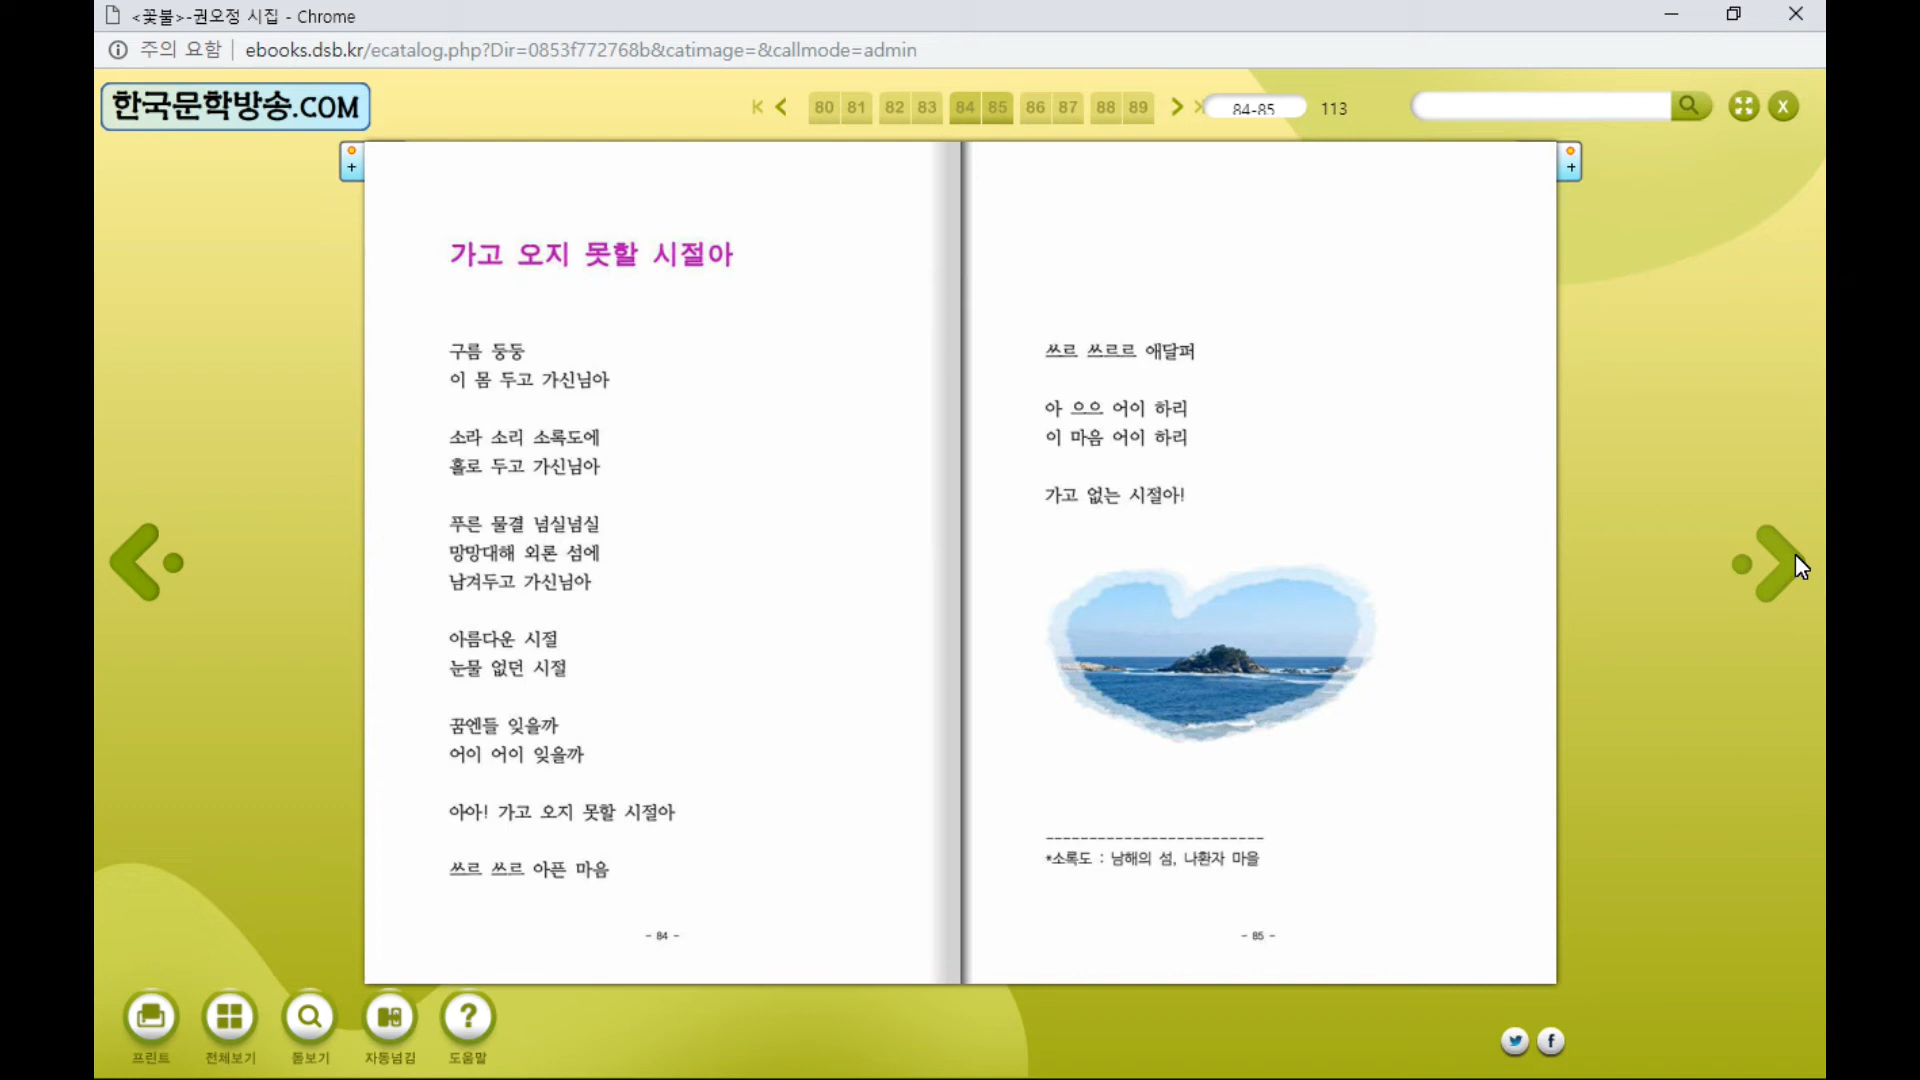 <꽃불>-권오정 시집 - Chrome
주의 요함 | ebooks.dsb.kr/ecatalog.php?Dir=0853f772768b&catimage=&callmode=admin
한국문학방송.COM
80 81 82 83 84 85 86 87 88 89
84-85 113
가고 오지 못할 시절아
구름 둥둥
이 몸 두고 가신님아
소라 소리 소록도에
홀로 두고 가신님아
푸른 물결 넘실넘실
망망대해 외론 섬에
남겨두고 가신님아
아름다운 시절
눈물 없던 시절
꿈엔들 잊을까
어이 어이 잊을까
아아! 가고 오지 못할 시절아
쓰르 쓰르 아픈 마음
- 84 -
쓰르 쓰르르 애달퍼
아 으으 어이 하리
이 마음 어이 하리
가고 없는 시절아!
*소록도 : 남해의 섬, 나환자 마을
- 85 -
프린트 전체보기 돋보기 자동넘김 도움말